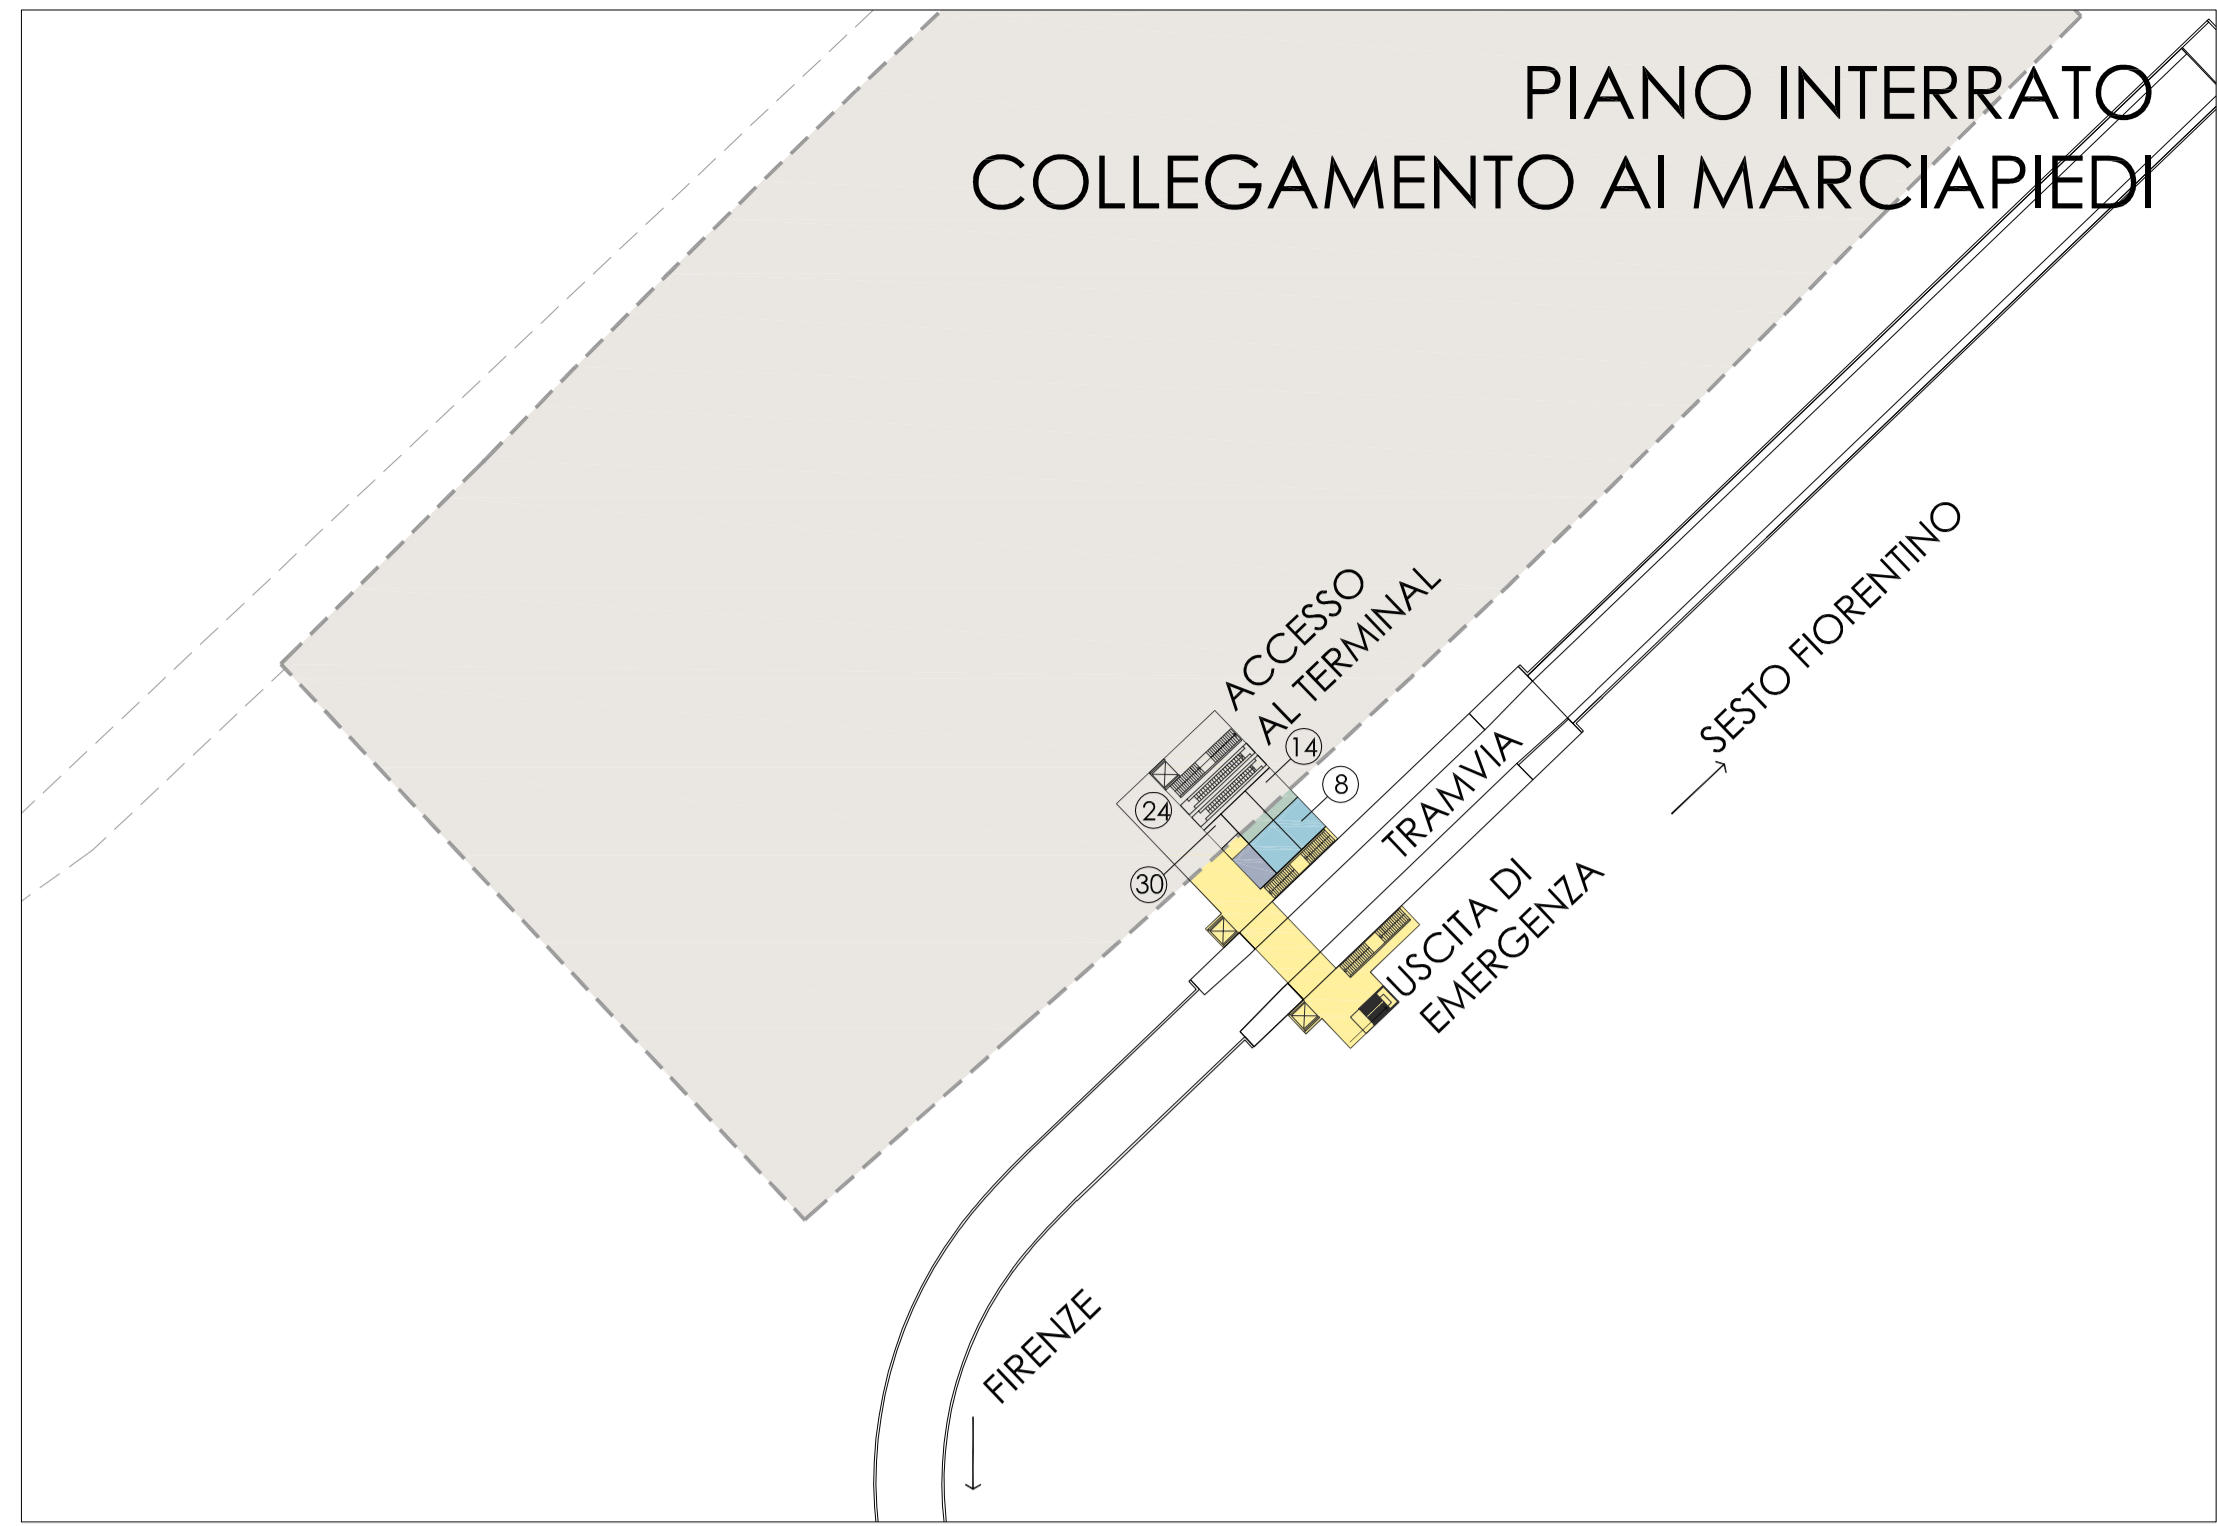 PIANO INTERRATO
COLLEGAMENTO AI MARCIAPIEDI
ACCESSO
AL TERMINAL
14
8
24
30
TRAMVIA
SESTO FIORENTINO
USCITA DI
EMERGENZA
FIRENZE